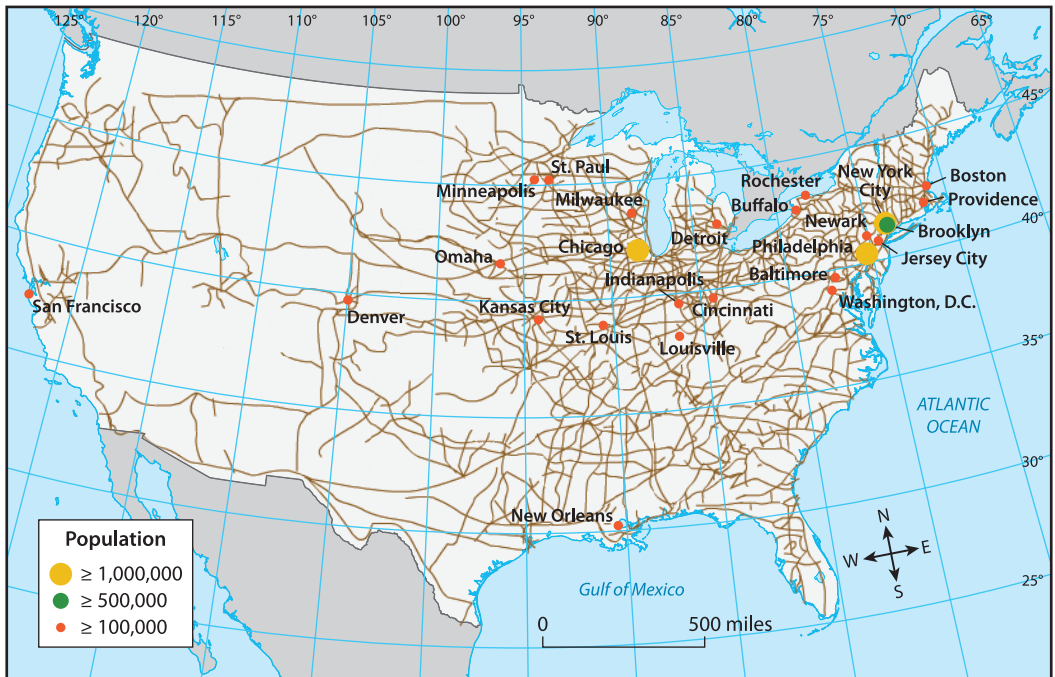 125°
120°
115°
110°
105°
100°
95°
90°
85°
80°
75°
70°
65°
45°
40°
35°
30°
25°
St. Paul
Minneapolis
Milwaukee
Chicago
Detroit
Rochester
Buffalo
New York
City
Newark
Philadelphia
Baltimore
Boston
Providence
Brooklyn
Jersey City
Washington, D.C.
Omaha
Indianapolis
Cincinnati
Kansas City
St. Louis
Louisville
San Francisco
Denver
New Orleans
ATLANTIC
OCEAN
Gulf of Mexico
N
W
E
S
0
500 miles
Population
≥ 1,000,000
≥ 500,000
≥ 100,000